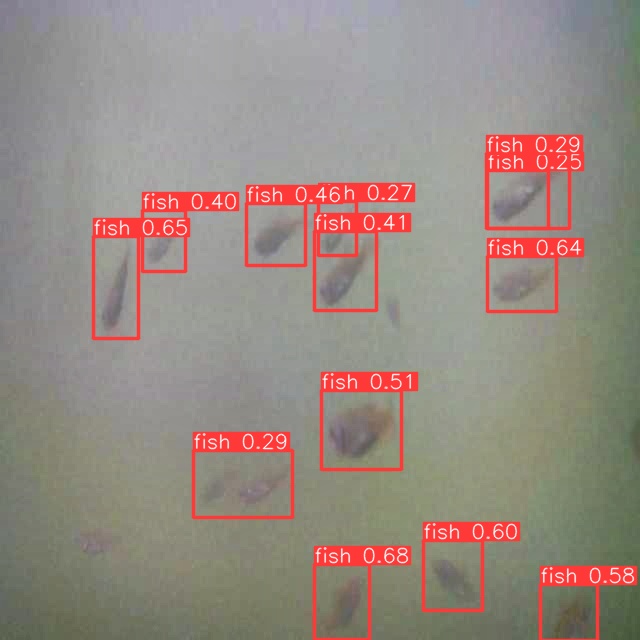 fish 0.29
fish 0.25
fish 0.40
fish 0.46
h 0.27
fish 0.65
fish 0.41
fish 0.64
fish 0.51
fish 0.29
fish 0.60
fish 0.68
fish 0.58